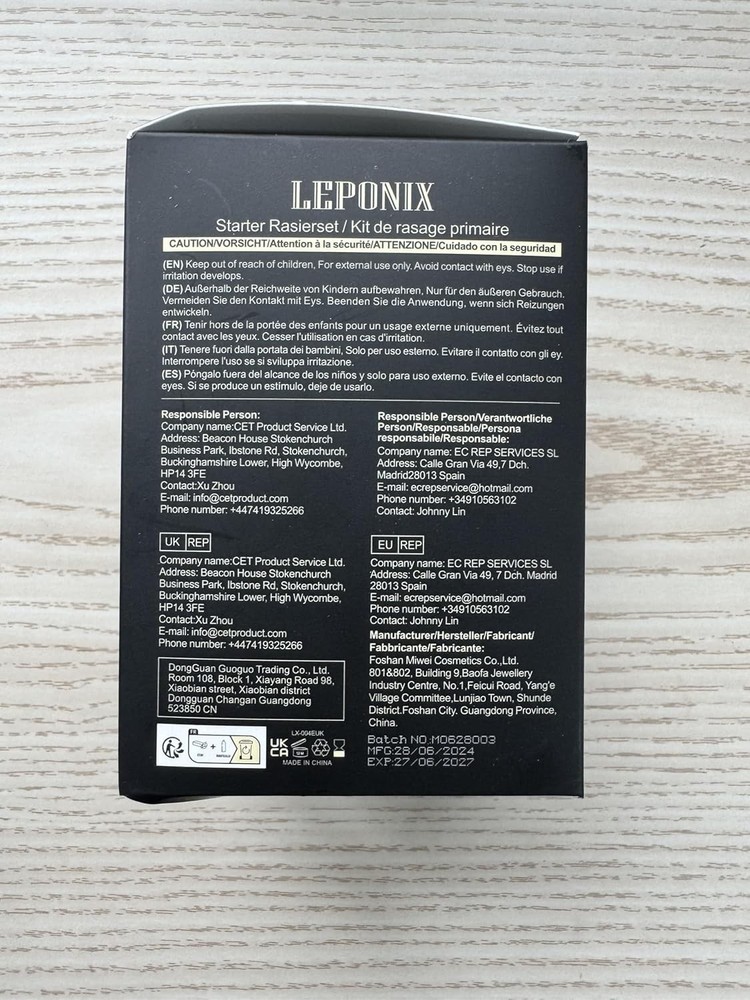 LEPONIX
Starter Rasierset / Kit de rasage primaire
CAUTION/VORSICHT/Attention à la sécurité/ATTENZIONE/Cuidado con la seguridad
(EN) Keep out of reach of children, For external use only. Avoid contact with eys. Stop use if
irritation develops.
(DE) Außerhalb der Reichweite von Kindern aufbewahren, Nur für den äußeren Gebrauch.
Vermeiden Sie den Kontakt mit Eys. Beenden Sie die Anwendung, wenn sich Reizungen
entwickeln.
(FR) Tenir hors de la portée des enfants pour un usage externe uniquement. Évitez tout
contact avec les yeux. Cesser l'utilisation en cas d'irritation.
(IT) Tenere fuori dalla portata dei bambini, Solo per uso esterno. Evitare il contatto con gli ey.
Interrompere l'uso se si sviluppa irritazione.
(ES) Póngalo fuera del alcance de los niños y solo para uso externo. Evite el contacto con
eyes. Si se produce un estímulo, deje de usarlo.
Responsible Person:
Company name:CET Product Service Ltd.
Address: Beacon House Stokenchurch
Business Park, Ibstone Rd, Stokenchurch,
Buckinghamshire Lower, High Wycombe,
HP14 3FE
Contact:Xu Zhou
E-mail: info@cetproduct.com
Phone number: +447419325266
UK REP
Company name:CET Product Service Ltd.
Address: Beacon House Stokenchurch
Business Park, Ibstone Rd, Stokenchurch,
Buckinghamshire Lower, High Wycombe,
HP14 3FE
Contact:Xu Zhou
E-mail: info@cetproduct.com
Phone number: +447419325266
DongGuan Guoguo Trading Co., Ltd.
Room 108, Block 1, Xiayang Road 98,
Xiaobian street, Xiaobian district
Dongguan Changan Guangdong
523850 CN
FR
LX-004EUK
UK
CA
MADE IN CHINA
Responsible Person/Verantwortliche
Person/Responsable/Persona
responsabile/Responsable:
Company name: EC REP SERVICES SL
Address: Calle Gran Via 49,7 Dch.
Madrid28013 Spain
E-mail: ecrepservice@hotmail.com
Phone number: +34910563102
Contact: Johnny Lin
EU REP
Company name: EC REP SERVICES SL
Address: Calle Gran Via 49, 7 Dch. Madrid
28013 Spain
E-mail: ecrepservice@hotmail.com
Phone number: +34910563102
Contact: Johnny Lin
Manufacturer/Hersteller/Fabricant/
Fabbricante/Fabricante:
Foshan Miwei Cosmetics Co.,Ltd.
801&802, Building 9,Baofa Jewellery
Industry Centre, No.1,Feicui Road, Yang'e
Village Committee,Lunjiao Town, Shunde
District.Foshan City. Guangdong Province,
China.
Batch NO:M0628003
MFG:28/06/2024
EXP:27/06/2027